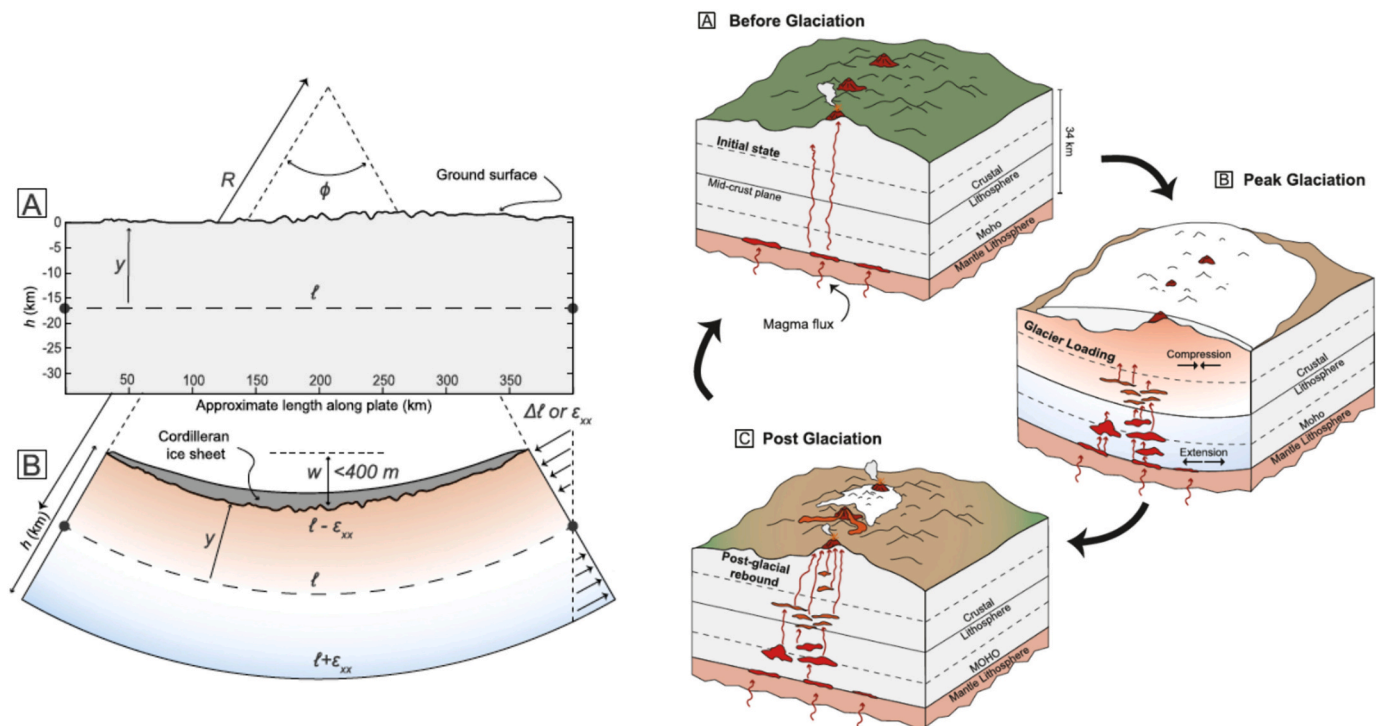 R
ϕ
Ground surface
A
0
-5
-10
-15
-20
-25
-30
h (km)
y
ℓ
50
100
150
200
250
300
350
Approximate length along plate (km)
Δℓ or εxx
B
Cordilleran
ice sheet
w <400 m
h (km)
y
ℓ - εxx
ℓ
ℓ+εxx
A Before Glaciation
Initial state
Mid-crust plane
34 km
Crustal
Lithosphere
Moho
Mantle Lithosphere
Magma flux
B Peak Glaciation
Glacier Loading
Compression
Extension
Crustal
Lithosphere
Moho
Mantle Lithosphere
C Post Glaciation
Post-glacial
rebound
Crustal
Lithosphere
MOHO
Mantle Lithosphere